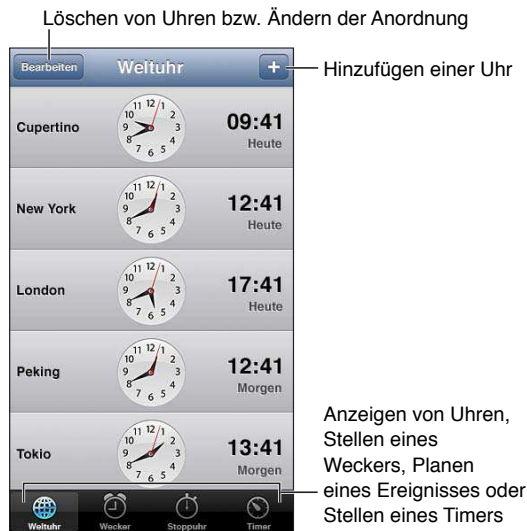 Löschen von Uhren bzw. Ändern der Anordnung
Bearbeiten Weltuhr +
Hinzufügen einer Uhr
Cupertino 09:41
Heute
New York 12:41
Heute
London 17:41
Heute
Peking 12:41
Morgen
Tokio 13:41
Morgen
Anzeigen von Uhren,
Stellen eines
Weckers, Planen
eines Ereignisses oder
Stellen eines Timers
Weltuhr Wecker Stoppuhr Timer